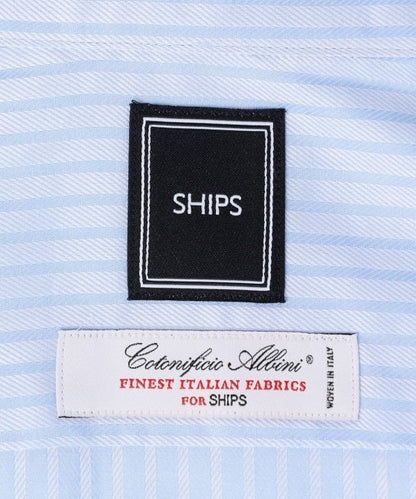 SHIPS
Cotonificio Albini®
FINEST ITALIAN FABRICS
FOR SHIPS
WOVEN IN ITALY